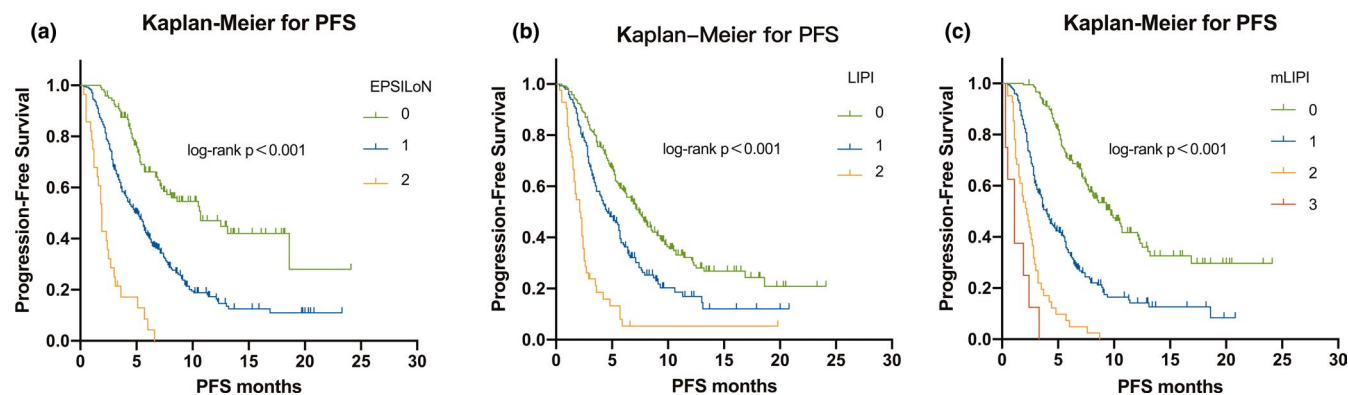 (a)
Kaplan-Meier for PFS
EPSILoN
0
1
2
log-rank p<0.001
Progression-Free Survival
1.0
0.8
0.6
0.4
0.2
0.0
0 5 10 15 20 25 30
PFS months
(b)
Kaplan–Meier for PFS
LIPI
0
1
2
log-rank p<0.001
Progression-Free Survival
1.0
0.8
0.6
0.4
0.2
0.0
0 5 10 15 20 25 30
PFS months
(c)
Kaplan-Meier for PFS
mLIPI
0
1
2
3
log-rank p<0.001
Progression-Free Survival
1.0
0.8
0.6
0.4
0.2
0.0
0 5 10 15 20 25 30
PFS months